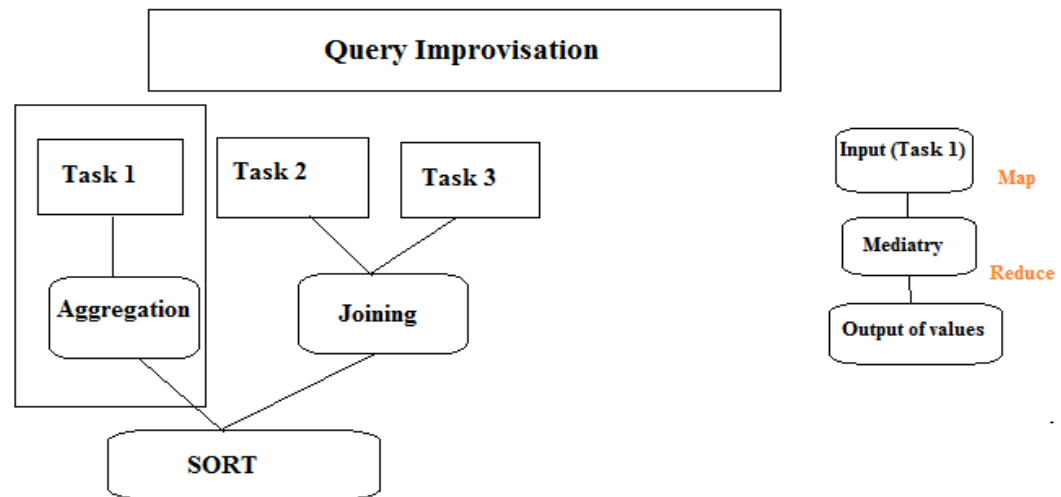 Query Improvisation
Task 1
Task 2
Task 3
Aggregation
Joining
SORT
Input (Task 1)
Map
Mediatry
Reduce
Output of values